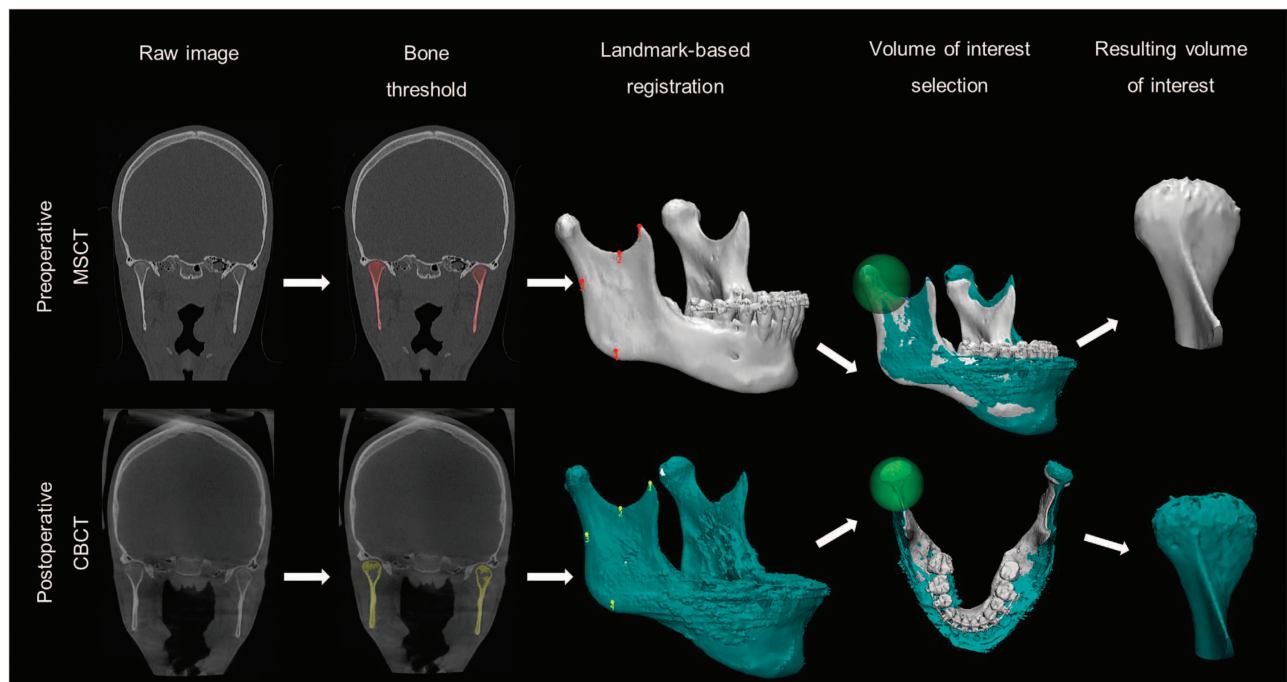 Raw image
Bone
threshold
Landmark-based
registration
Volume of interest
selection
Resulting volume
of interest
Preoperative
MSCT
Postoperative
CBCT